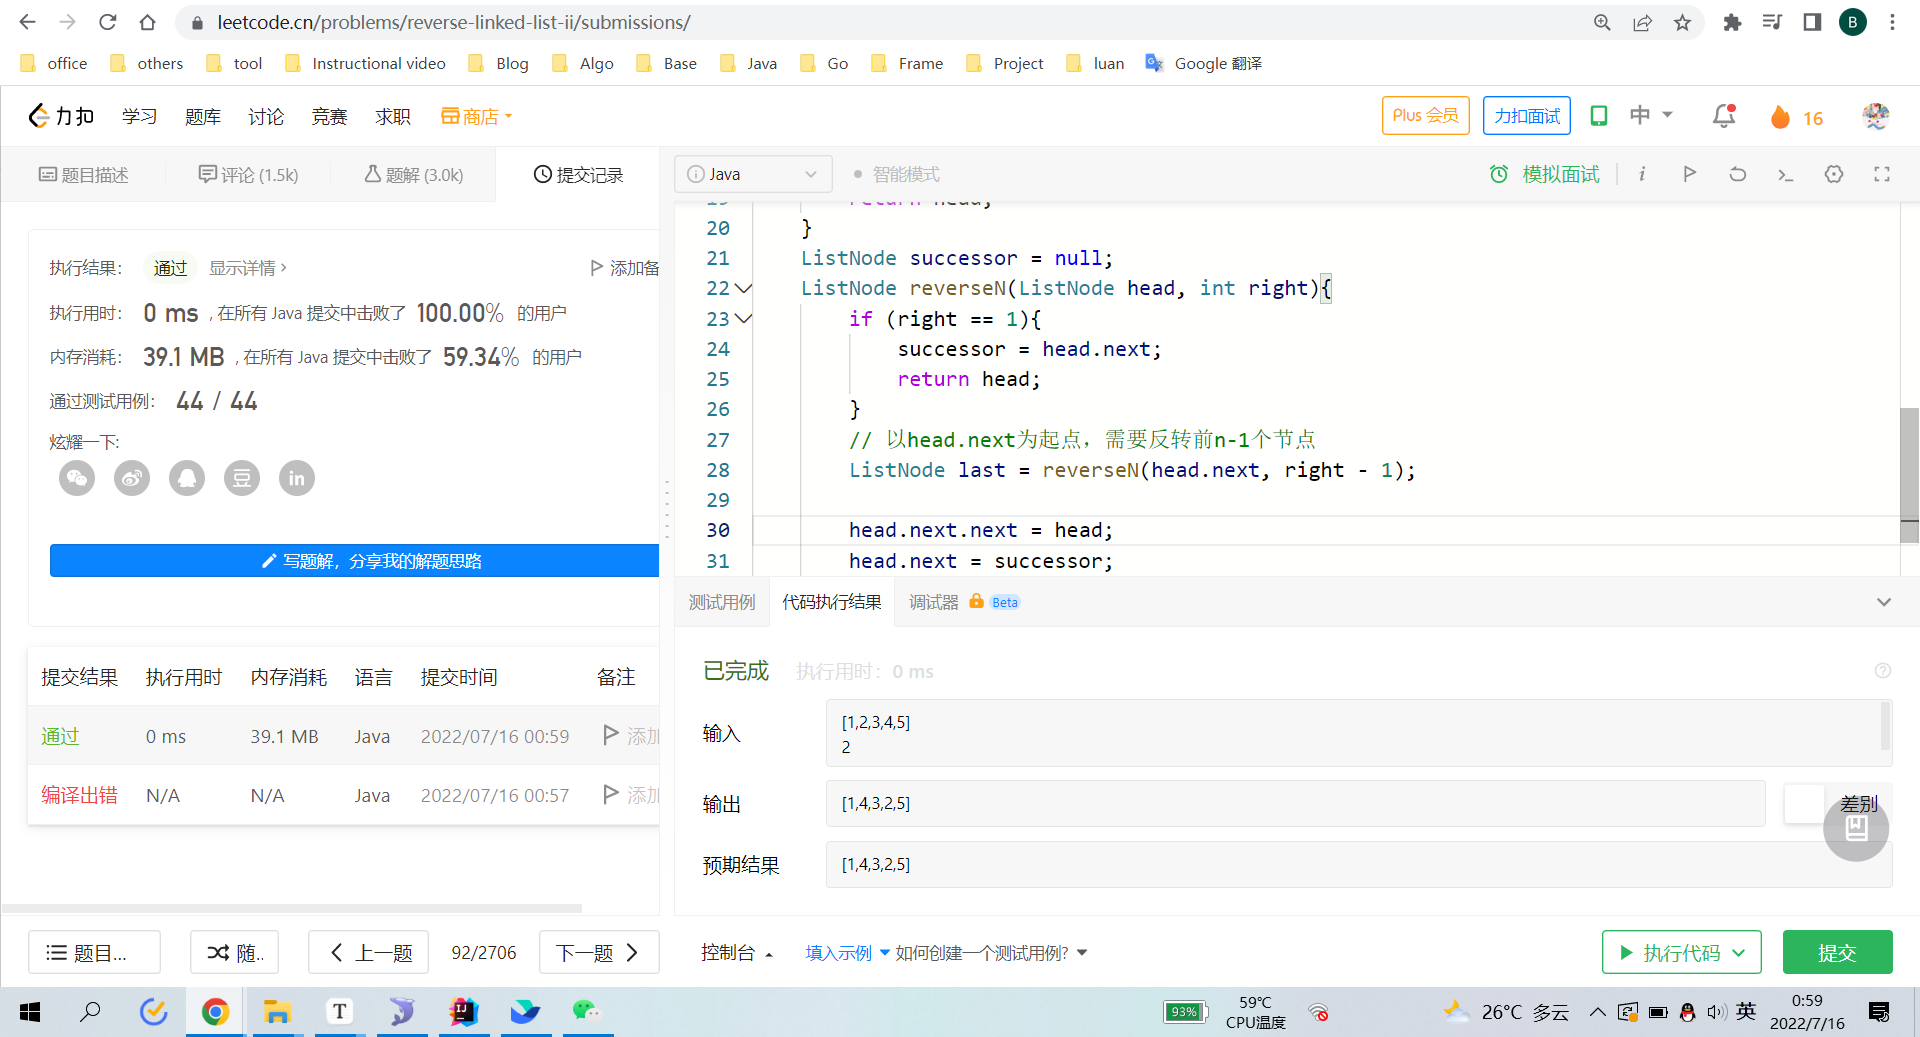 leetcode.cn/problems/reverse-linked-list-ii/submissions/
B
office others tool Instructional video Blog Algo Base Java Go Frame Project luan Google 翻译
力扣 学习 题库 讨论 竞赛 求职 商店 Plus 会员 力扣面试 中 16
题目描述 评论 (1.5k) 题解 (3.0k) 提交记录
Java 智能模式 模拟面试
执行结果： 通过 显示详情 > 添加备
执行用时： 0 ms , 在所有 Java 提交中击败了 100.00% 的用户
内存消耗： 39.1 MB , 在所有 Java 提交中击败了 59.34% 的用户
通过测试用例： 44 / 44
炫耀一下:
豆 in
写题解，分享我的解题思路
提交结果 执行用时 内存消耗 语言 提交时间 备注
通过 0 ms 39.1 MB Java 2022/07/16 00:59 添加
编译出错 N/A N/A Java 2022/07/16 00:57 添加
19 return head;
20 }
21 ListNode successor = null;
22 ListNode reverseN(ListNode head, int right){
23 if (right == 1){
24 successor = head.next;
25 return head;
26 }
27 // 以head.next为起点，需要反转前n-1个节点
28 ListNode last = reverseN(head.next, right - 1);
29
30 head.next.next = head;
31 head.next = successor;
测试用例 代码执行结果 调试器 Beta
已完成 执行用时：0 ms
输入 [1,2,3,4,5]
2
输出 [1,4,3,2,5] 差别
预期结果 [1,4,3,2,5]
题目... 随.. 上一题 92/2706 下一题 控制台 填入示例 如何创建一个测试用例? 执行代码 提交
T 93% 59℃ 26°C 多云 英 0:59
CPU温度 2022/7/16